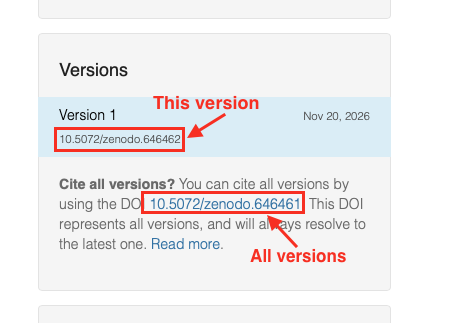 Versions
This version
Version 1
Nov 20, 2026
10.5072/zenodo.646462
Cite all versions? You can cite all versions by
using the DOI 10.5072/zenodo.646461. This DOI
represents all versions, and will always resolve to
the latest one. Read more.
All versions